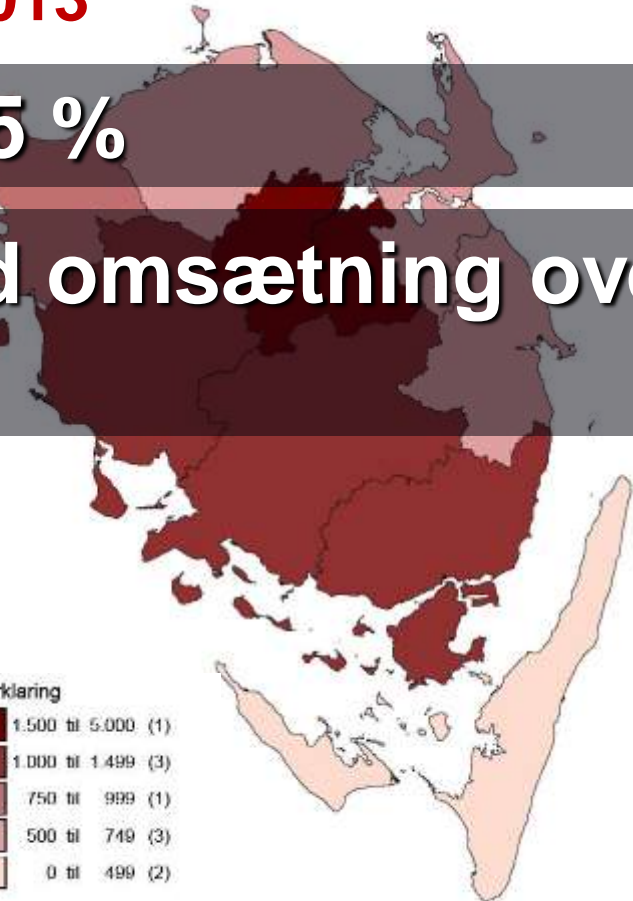 013
5 %
d omsætning ove
klaring
1.500 til 5.000 (1)
1.000 til 1.499 (3)
750 til 999 (1)
500 til 749 (3)
0 til 499 (2)